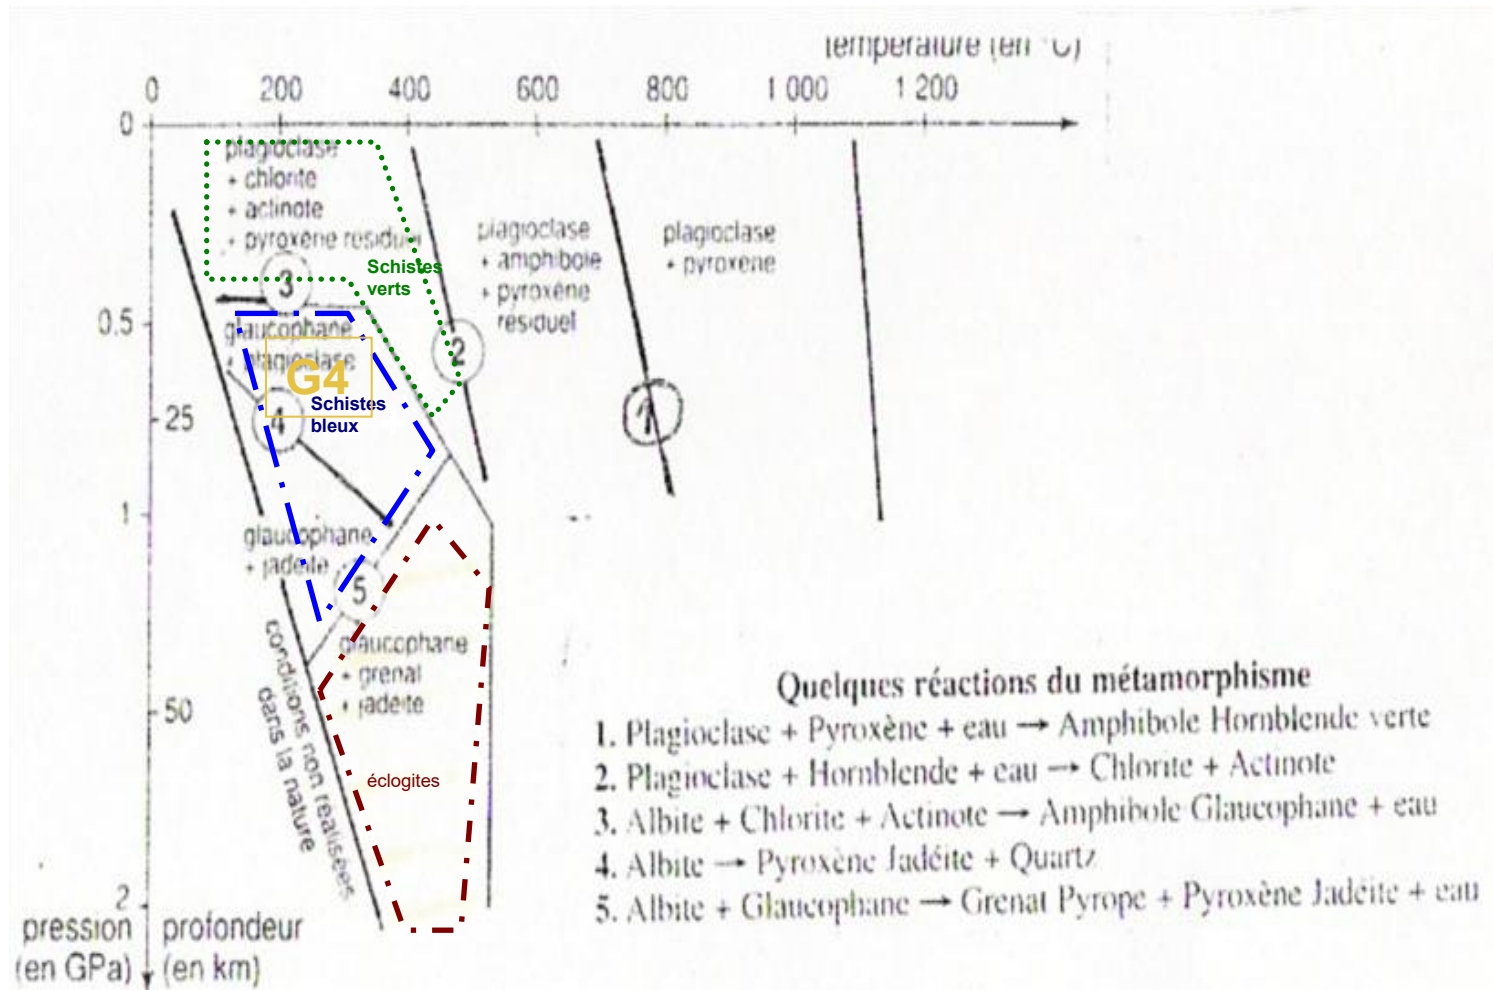 température (en °C)
0 200 400 600 800 1 000 1 200
0
plagioclase
+ chlorite
+ actinote
+ pyroxène résiduel
3
Schistes
verts
plagioclase
+ amphibole
+ pyroxène
résiduel
plagioclase
+ pyroxène
0.5
glaucophane
+ plagioclase
G4
2
1
Schistes
bleux
4
25
1
glaucophane
+ jadéite
5
glaucophane
+ grenat
+ jadéite
conditions non réalisées
dans la nature
50
éclogites
2
pression
(en GPa)
profondeur
(en km)
Quelques réactions du métamorphisme
1. Plagioclase + Pyroxène + eau → Amphibole Hornblende verte
2. Plagioclase + Hornblende + eau → Chlorite + Actinote
3. Albite + Chlorite + Actinote → Amphibole Glaucophane + eau
4. Albite → Pyroxène Jadéite + Quartz
5. Albite + Glaucophane → Grenat Pyrope + Pyroxène Jadéite + eau